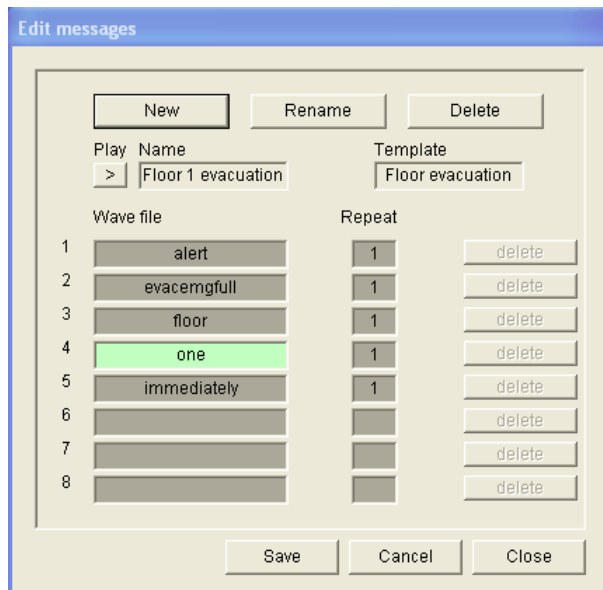 Edit messages
New Rename Delete
Play Name Template
> Floor 1 evacuation Floor evacuation
Wave file Repeat
1 alert 1 delete
2 evacemgfull 1 delete
3 floor 1 delete
4 one 1 delete
5 immediately 1 delete
6 delete
7 delete
8 delete
Save Cancel Close